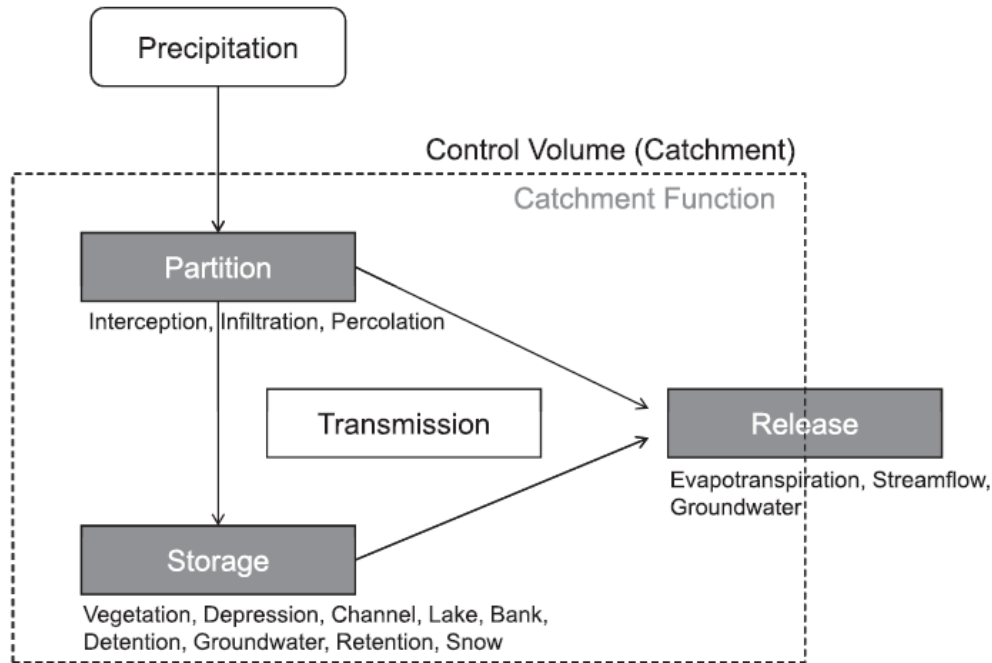 Precipitation
Control Volume (Catchment)
Catchment Function
Partition
Interception, Infiltration, Percolation
Transmission
Release
Evapotranspiration, Streamflow,
Groundwater
Storage
Vegetation, Depression, Channel, Lake, Bank,
Detention, Groundwater, Retention, Snow